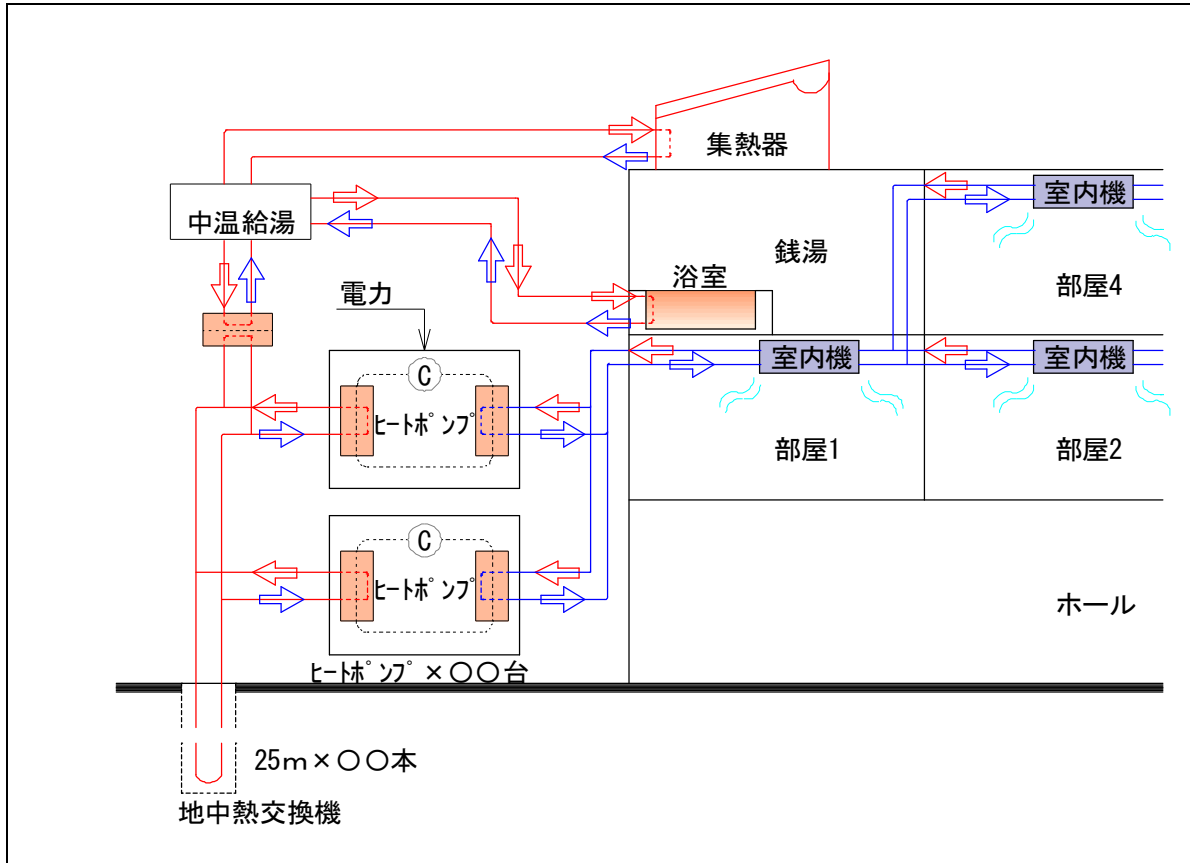 集熱器
中温給湯
室内機
銭湯
浴室
部屋4
電力
室内機
室内機
C
ﾋｰﾄﾎﾟﾝﾌﾟ
部屋1
部屋2
C
ﾋｰﾄﾎﾟﾝﾌﾟ
ホール
ﾋｰﾄﾎﾟﾝﾌﾟ×〇〇台
25m×〇〇本
地中熱交換機